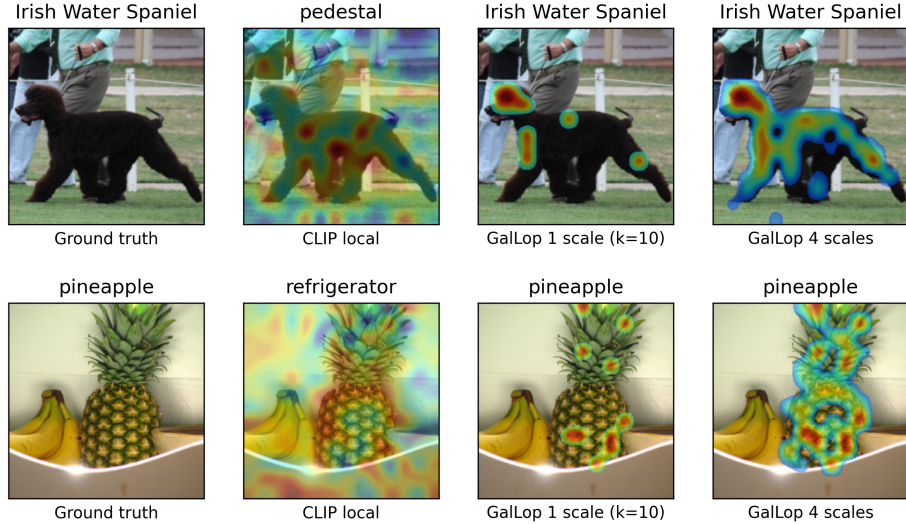 Irish Water Spaniel
pedestal
Irish Water Spaniel
Irish Water Spaniel
Ground truth
CLIP local
GalLop 1 scale (k=10)
GalLop 4 scales
pineapple
refrigerator
pineapple
pineapple
Ground truth
CLIP local
GalLop 1 scale (k=10)
GalLop 4 scales